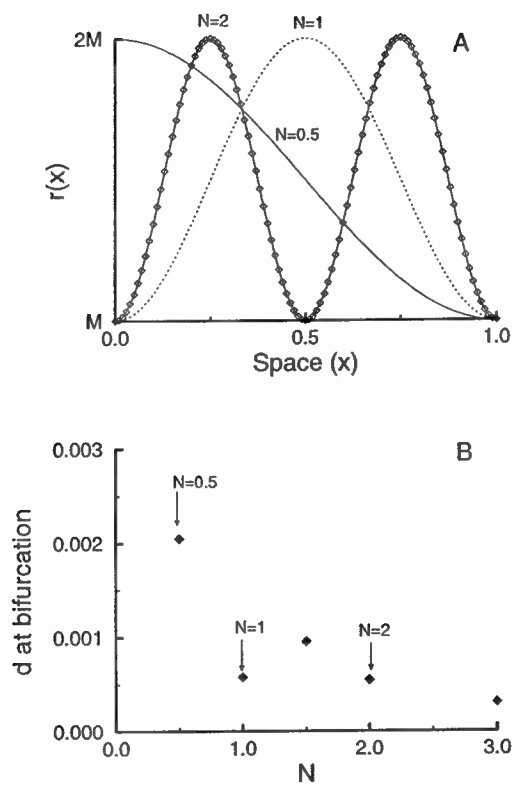 N=2
N=1
A
2M
N=0.5
r(x)
M
0.0
0.5
1.0
Space (x)
B
0.003
N=0.5
0.002
d at bifurcation
N=1
N=2
0.001
0.000
0.0
1.0
2.0
3.0
N